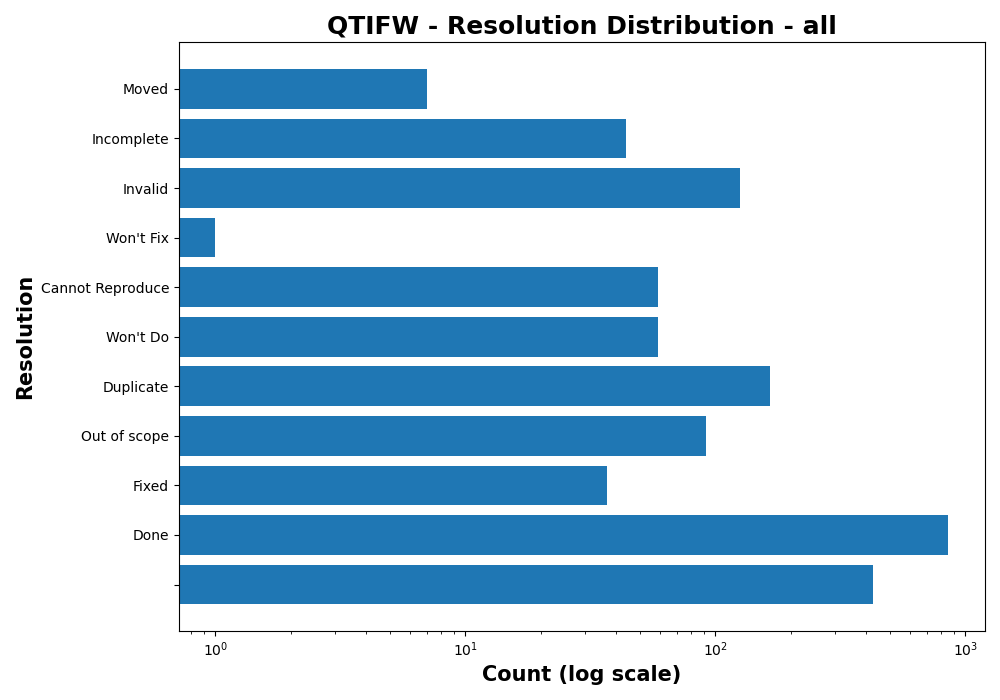 QTIFW - Resolution Distribution - all
Moved
Incomplete
Invalid
Won't Fix
Cannot Reproduce
Won't Do
Duplicate
Out of scope
Fixed
Done
Resolution
10⁰ 10¹ 10² 10³
Count (log scale)